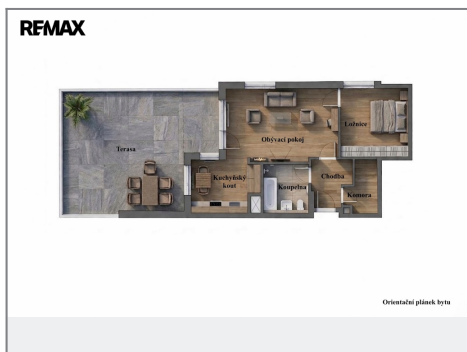 RE/MAX
Terasa
Obývací pokoj
Ložnice
Kuchyňský
kout
Koupelna
Chodba
Komora
Orientační plánek bytu